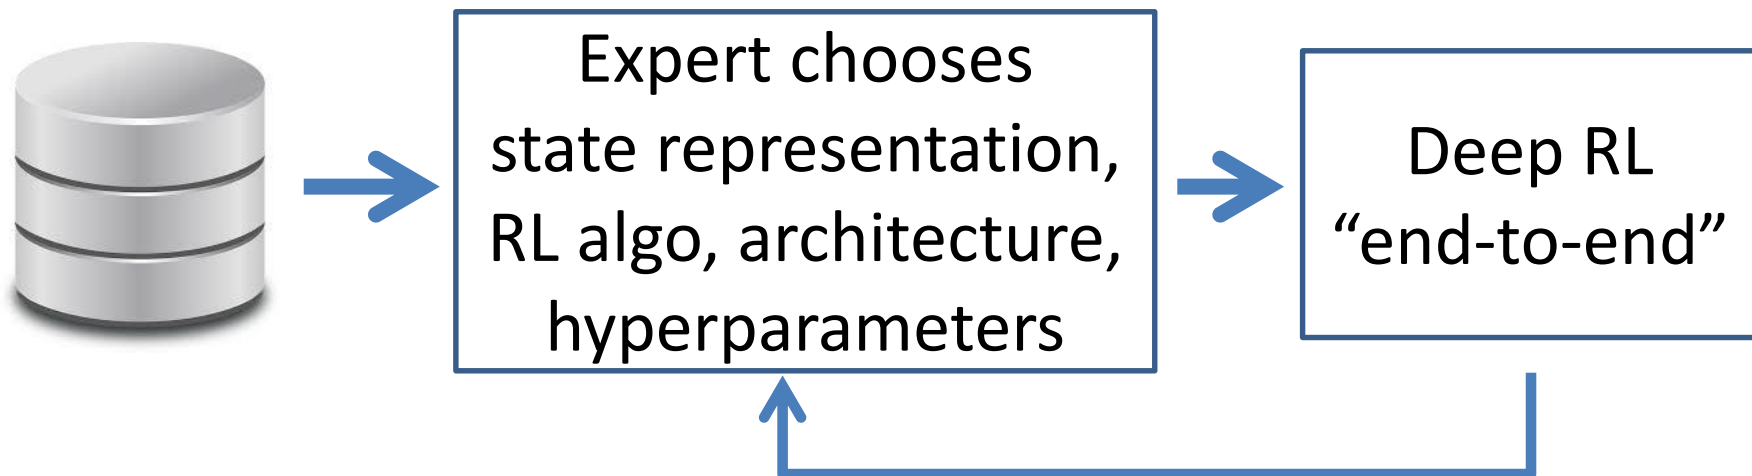 Expert chooses
state representation,
RL algo, architecture,
hyperparameters
Deep RL
“end-to-end”